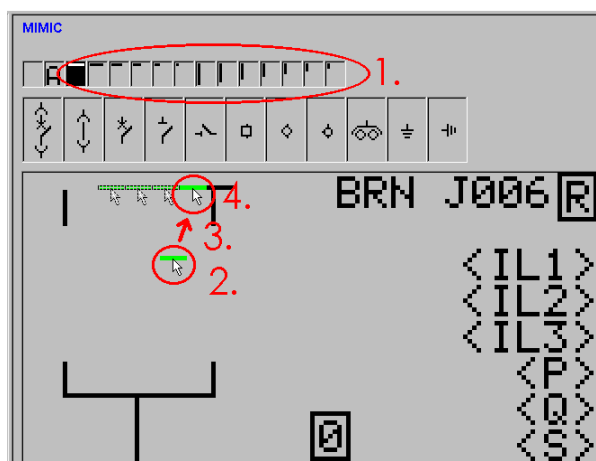 MIMIC
1.
A
4.
BRN J006 R
3.
2.
<IL1>
<IL2>
<IL3>
<P>
<Q>
0
<S>